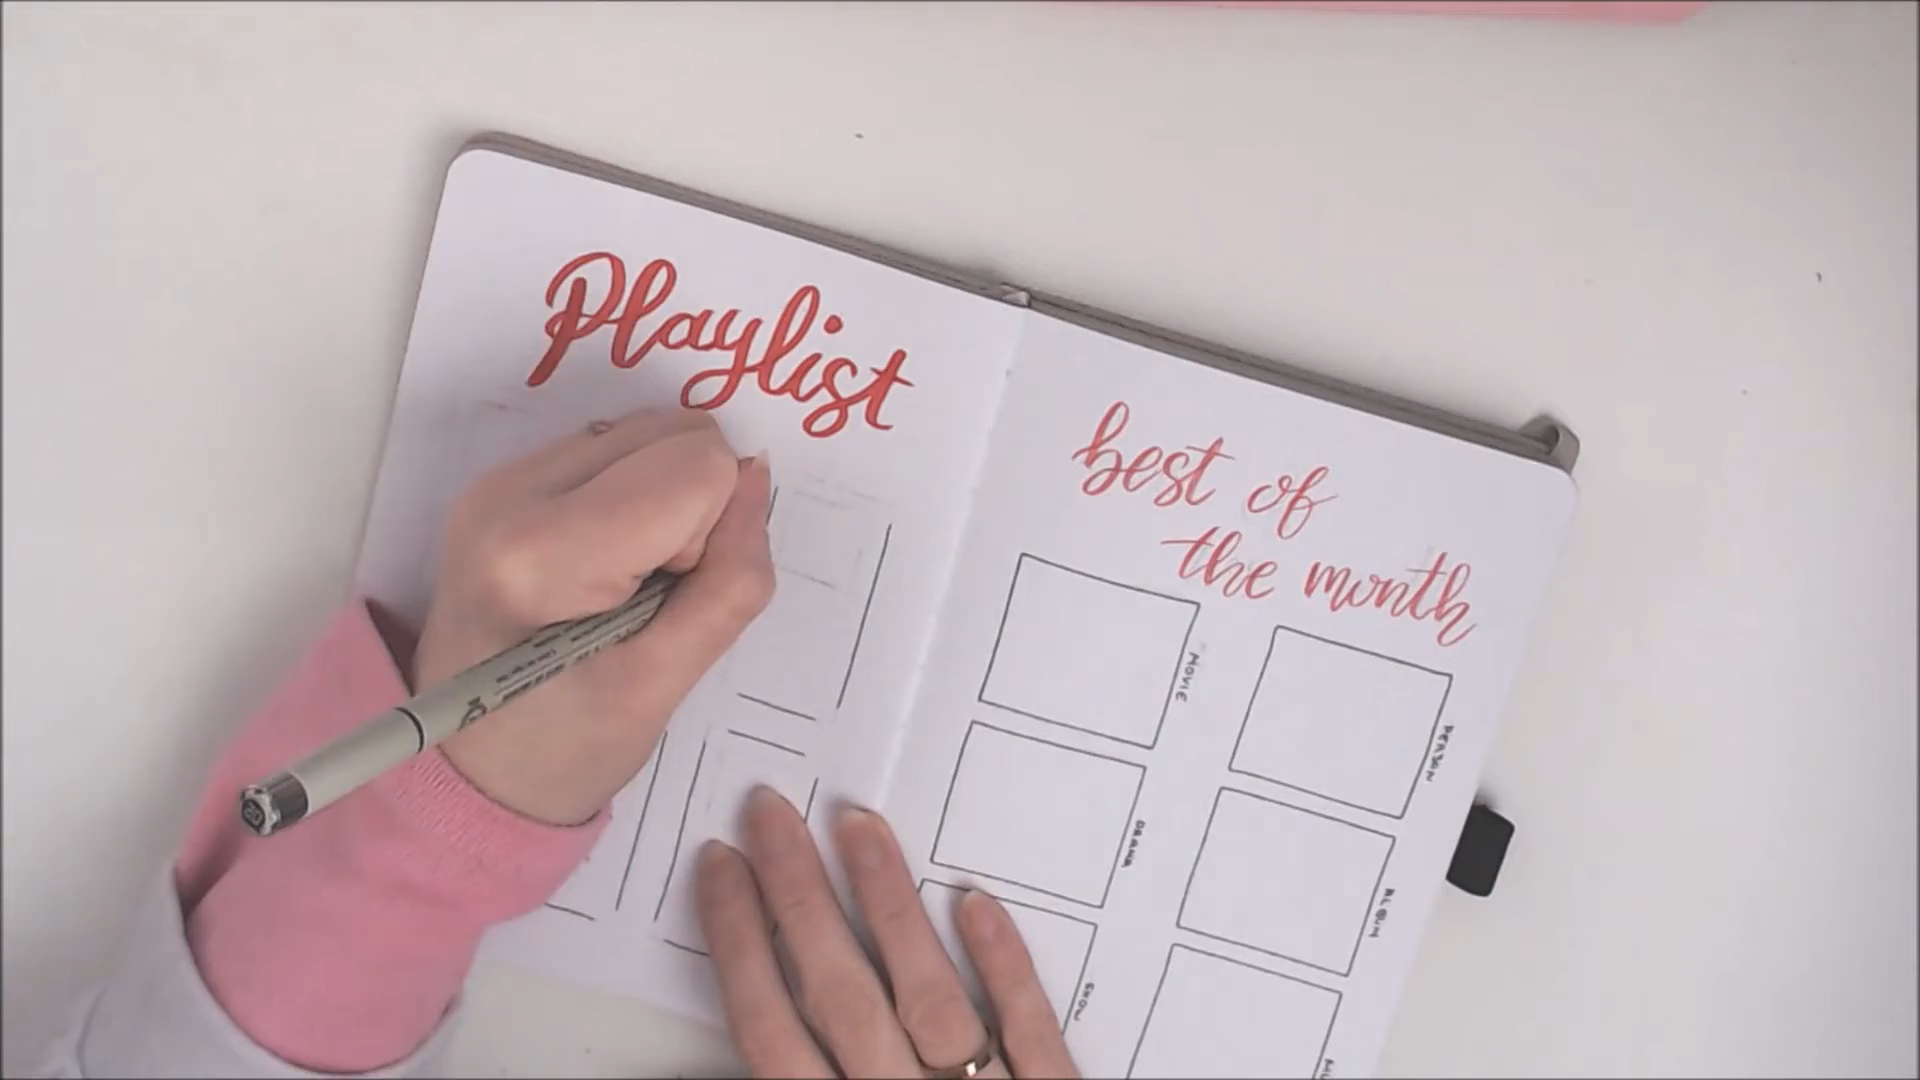 Playlist
best of
the month
MOVIE
PERSON
DRAMA
ALBUM
SHOW